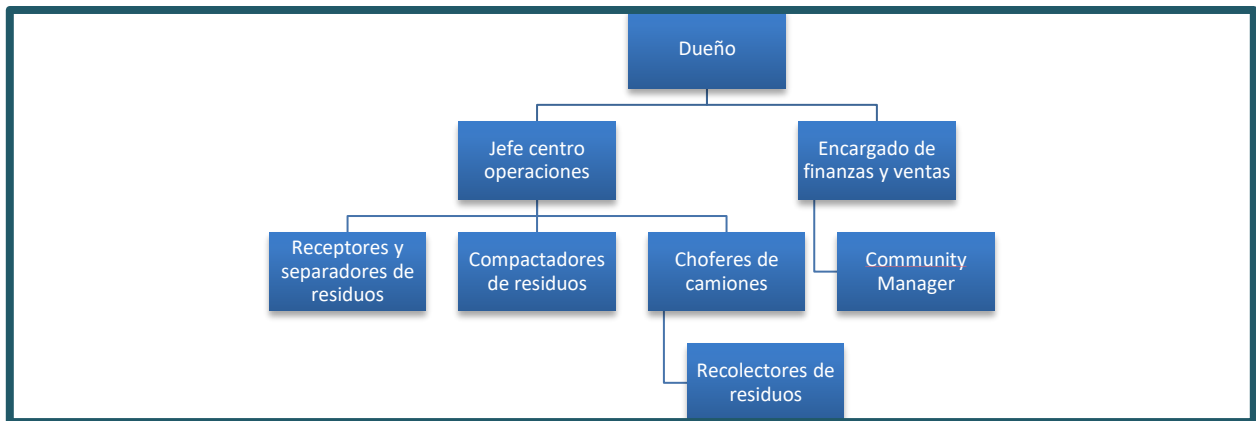 Dueño
Jefe centro
operaciones
Encargado de
finanzas y ventas
Receptores y
separadores de
residuos
Compactadores
de residuos
Choferes de
camiones
Community
Manager
Recolectores de
residuos